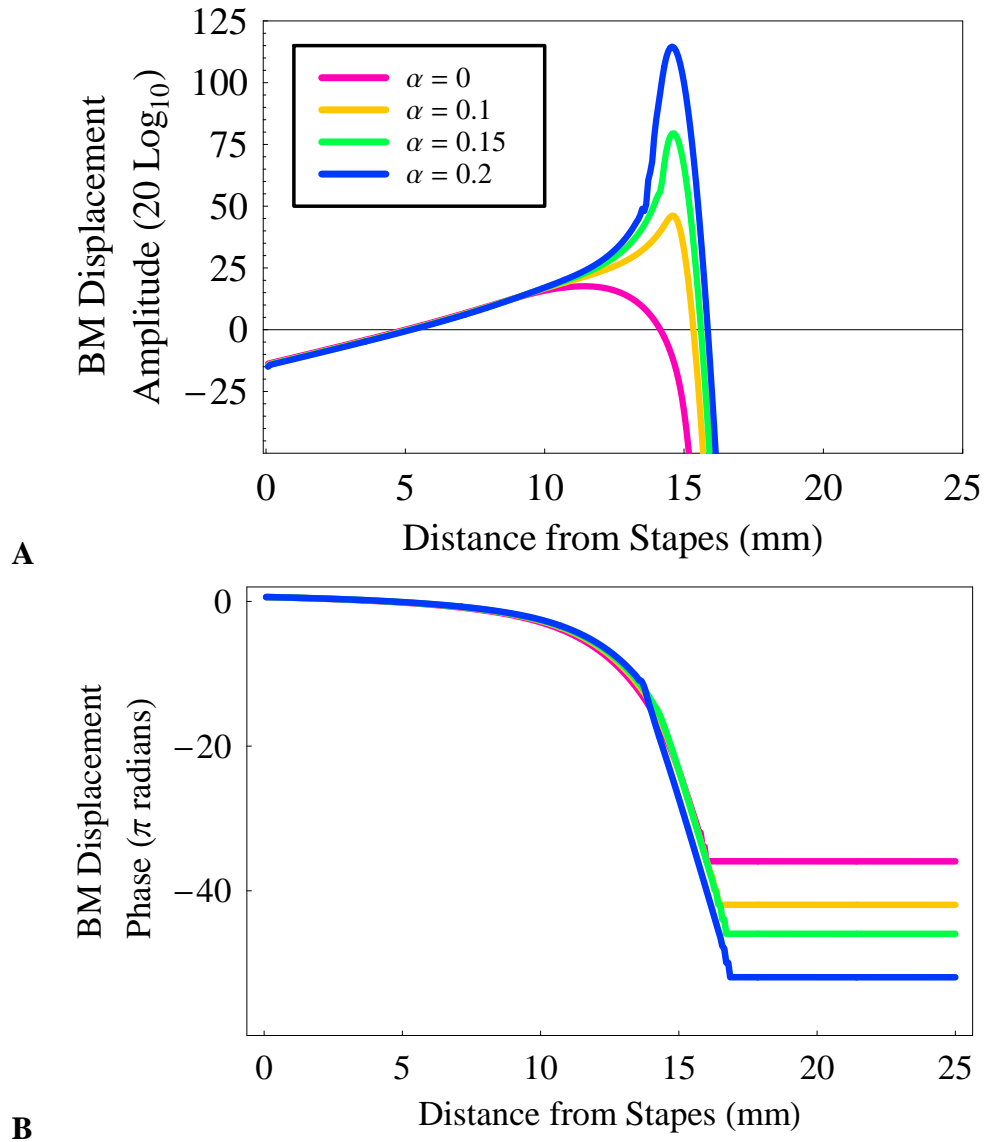 125
100
75
50
25
0
−25
BM Displacement
Amplitude (20 Log10)
α = 0
α = 0.1
α = 0.15
α = 0.2
0 5 10 15 20 25
Distance from Stapes (mm)
A
0
−20
−40
BM Displacement
Phase (π radians)
0 5 10 15 20 25
Distance from Stapes (mm)
B